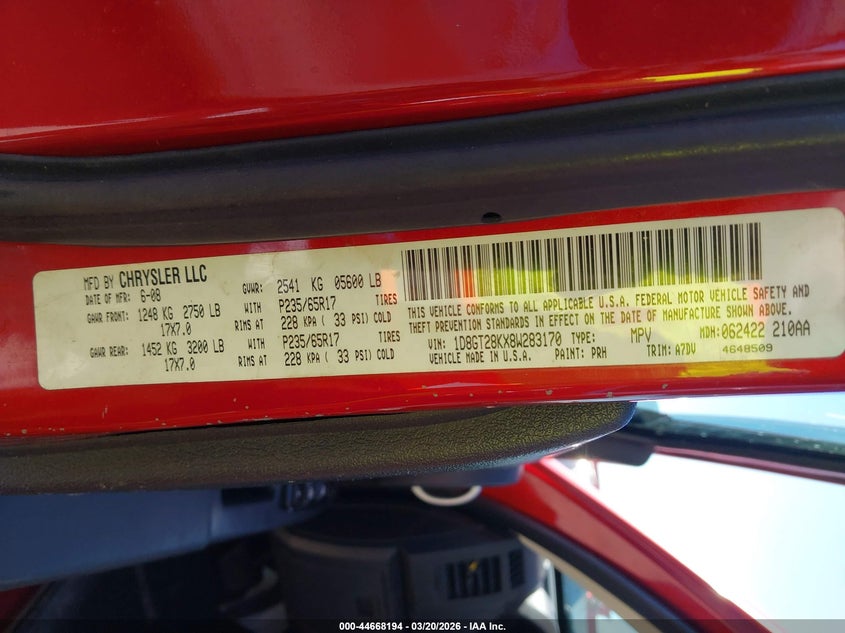 MFD BY CHRYSLER LLC
DATE OF MFR: 6-08
GVWR: 2541 KG 05600 LB
GAWR FRONT: 1248 KG 2750 LB WITH P235/65R17 TIRES
17X7.0 RIMS AT 228 KPA ( 33 PSI) COLD
GAWR REAR: 1452 KG 3200 LB WITH P235/65R17 TIRES
17X7.0 RIMS AT 228 KPA ( 33 PSI) COLD
THIS VEHICLE CONFORMS TO ALL APPLICABLE U.S.A. FEDERAL MOTOR VEHICLE SAFETY AND
THEFT PREVENTION STANDARDS IN EFFECT ON THE DATE OF MANUFACTURE SHOWN ABOVE.
VIN: 1D8GT28KX8W283170 TYPE: MPV MDH: 062422 210AA
VEHICLE MADE IN U.S.A. PAINT: PRH TRIM: A7DV 4648509
000-44668194 - 03/20/2026 - IAA Inc.